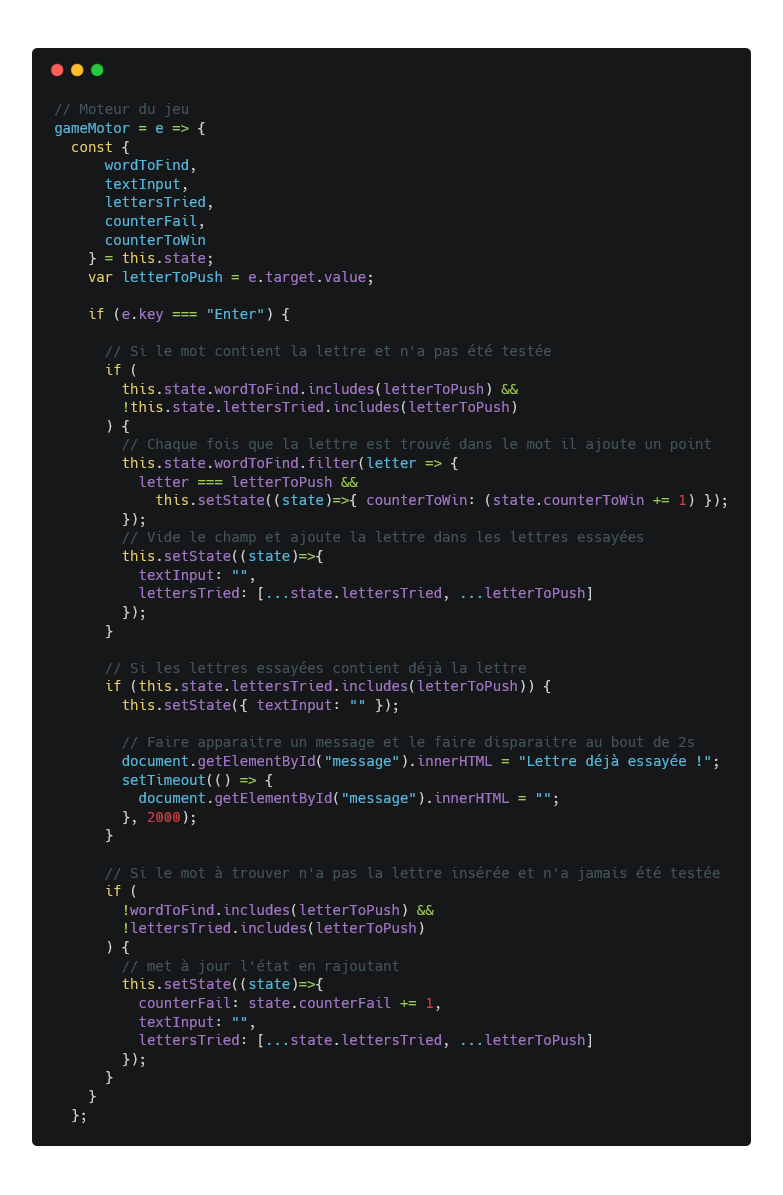 // Moteur du jeu
gameMotor = e => {
  const {
      wordToFind,
      textInput,
      lettersTried,
      counterFail,
      counterToWin
    } = this.state;
    var letterToPush = e.target.value;

    if (e.key === "Enter") {

      // Si le mot contient la lettre et n'a pas été testée
      if (
        this.state.wordToFind.includes(letterToPush) &&
        !this.state.lettersTried.includes(letterToPush)
      ) {
        // Chaque fois que la lettre est trouvé dans le mot il ajoute un point
        this.state.wordToFind.filter(letter => {
          letter === letterToPush &&
            this.setState((state)=>{ counterToWin: (state.counterToWin += 1) });
        });
        // Vide le champ et ajoute la lettre dans les lettres essayées
        this.setState((state)=>{
          textInput: "",
          lettersTried: [...state.lettersTried, ...letterToPush]
        });
      }

      // Si les lettres essayées contient déjà la lettre
      if (this.state.lettersTried.includes(letterToPush)) {
        this.setState({ textInput: "" });

        // Faire apparaitre un message et le faire disparaitre au bout de 2s
        document.getElementById("message").innerHTML = "Lettre déjà essayée !";
        setTimeout(() => {
          document.getElementById("message").innerHTML = "";
        }, 2000);
      }

      // Si le mot à trouver n'a pas la lettre insérée et n'a jamais été testée
      if (
        !wordToFind.includes(letterToPush) &&
        !lettersTried.includes(letterToPush)
      ) {
        // met à jour l'état en rajoutant
        this.setState((state)=>{
          counterFail: state.counterFail += 1,
          textInput: "",
          lettersTried: [...state.lettersTried, ...letterToPush]
        });
      }
    }
  };